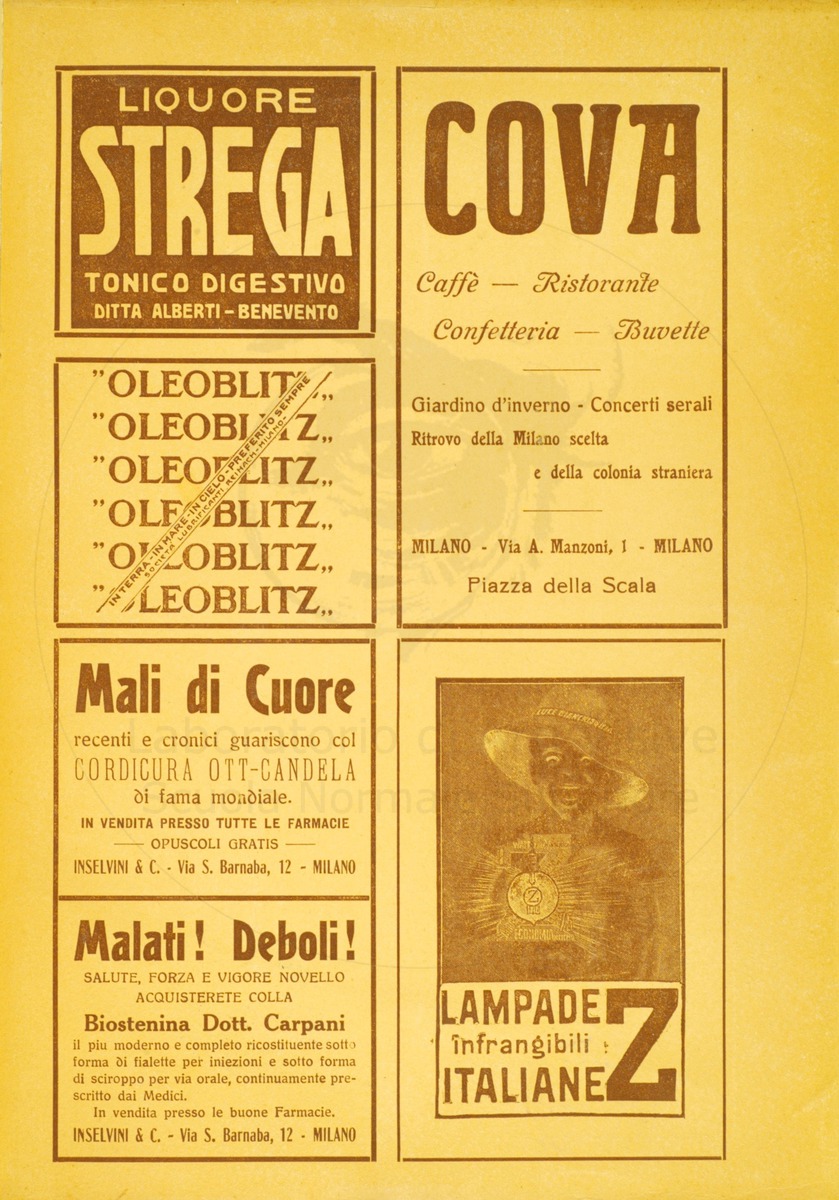 LIQUORE
STREGA
TONICO DIGESTIVO
DITTA ALBERTI - BENEVENTO
"OLEOBLITZ„
"OLEOBLITZ„
"OLEOBLITZ„
"OLEOBLITZ„
"OLEOBLITZ„
"OLEOBLITZ„
IN TERRA - IN MARE - IN CIELO - PREFERITO SEMPRE
SOCIETÀ LUBRIFICANTI REINACH - MILANO -
Mali di Cuore
recenti e cronici guariscono col
CORDICURA OTT-CANDELA
di fama mondiale.
IN VENDITA PRESSO TUTTE LE FARMACIE
— OPUSCOLI GRATIS —
INSELVINI & C. - Via S. Barnaba, 12 - MILANO
Malati! Deboli!
SALUTE, FORZA E VIGORE NOVELLO
ACQUISTERETE COLLA
Biostenina Dott. Carpani
il piu moderno e completo ricostituente sotto
forma di fialette per iniezioni e sotto forma
di sciroppo per via orale, continuamente pre-
scritto dai Medici.
In vendita presso le buone Farmacie.
INSELVINI & C. - Via S. Barnaba, 12 - MILANO
COVA
Caffè — Ristorante
Confetteria — Buvette
Giardino d'inverno - Concerti serali
Ritrovo della Milano scelta
e della colonia straniera
MILANO - Via A. Manzoni, 1 - MILANO
Piazza della Scala
Z
LAMPADE Z
infrangibili
ITALIANE